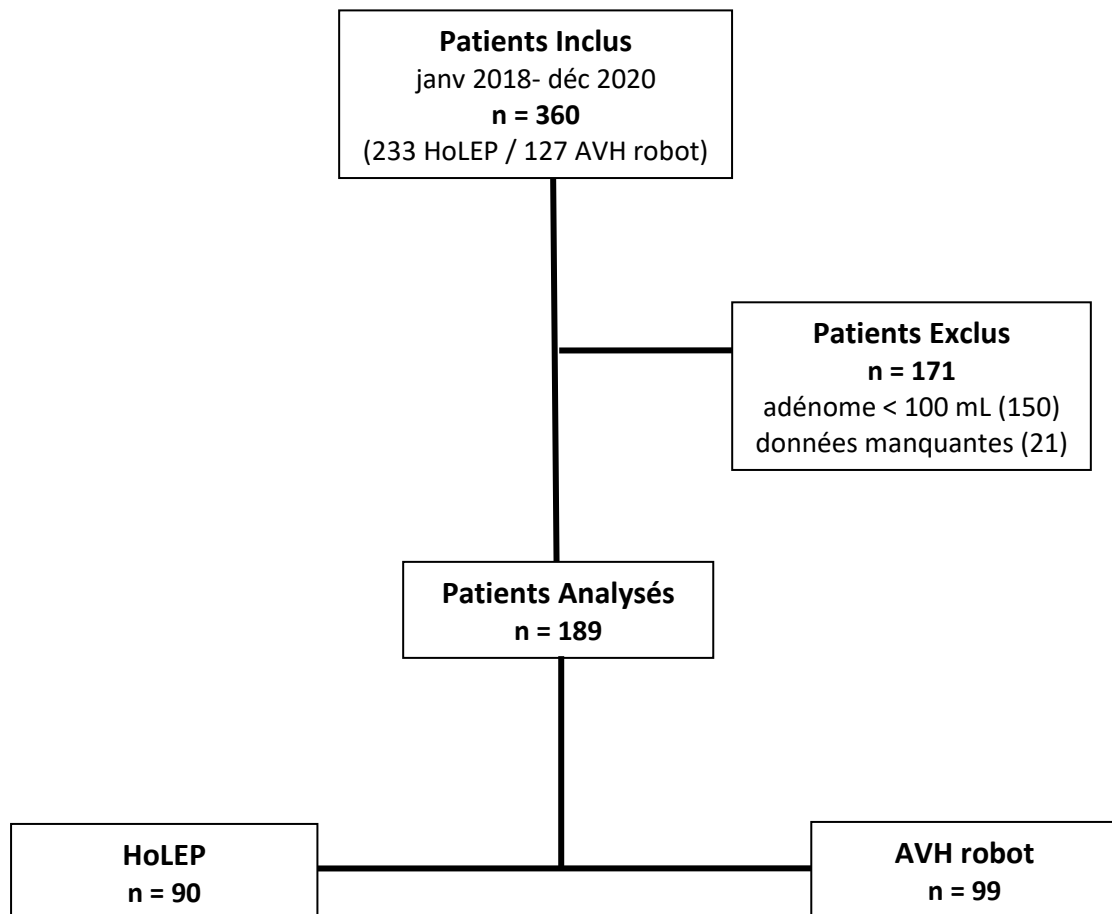 Patients Inclus
janv 2018- déc 2020
n = 360
(233 HoLEP / 127 AVH robot)
Patients Exclus
n = 171
adénome < 100 mL (150)
données manquantes (21)
Patients Analysés
n = 189
HoLEP
n = 90
AVH robot
n = 99